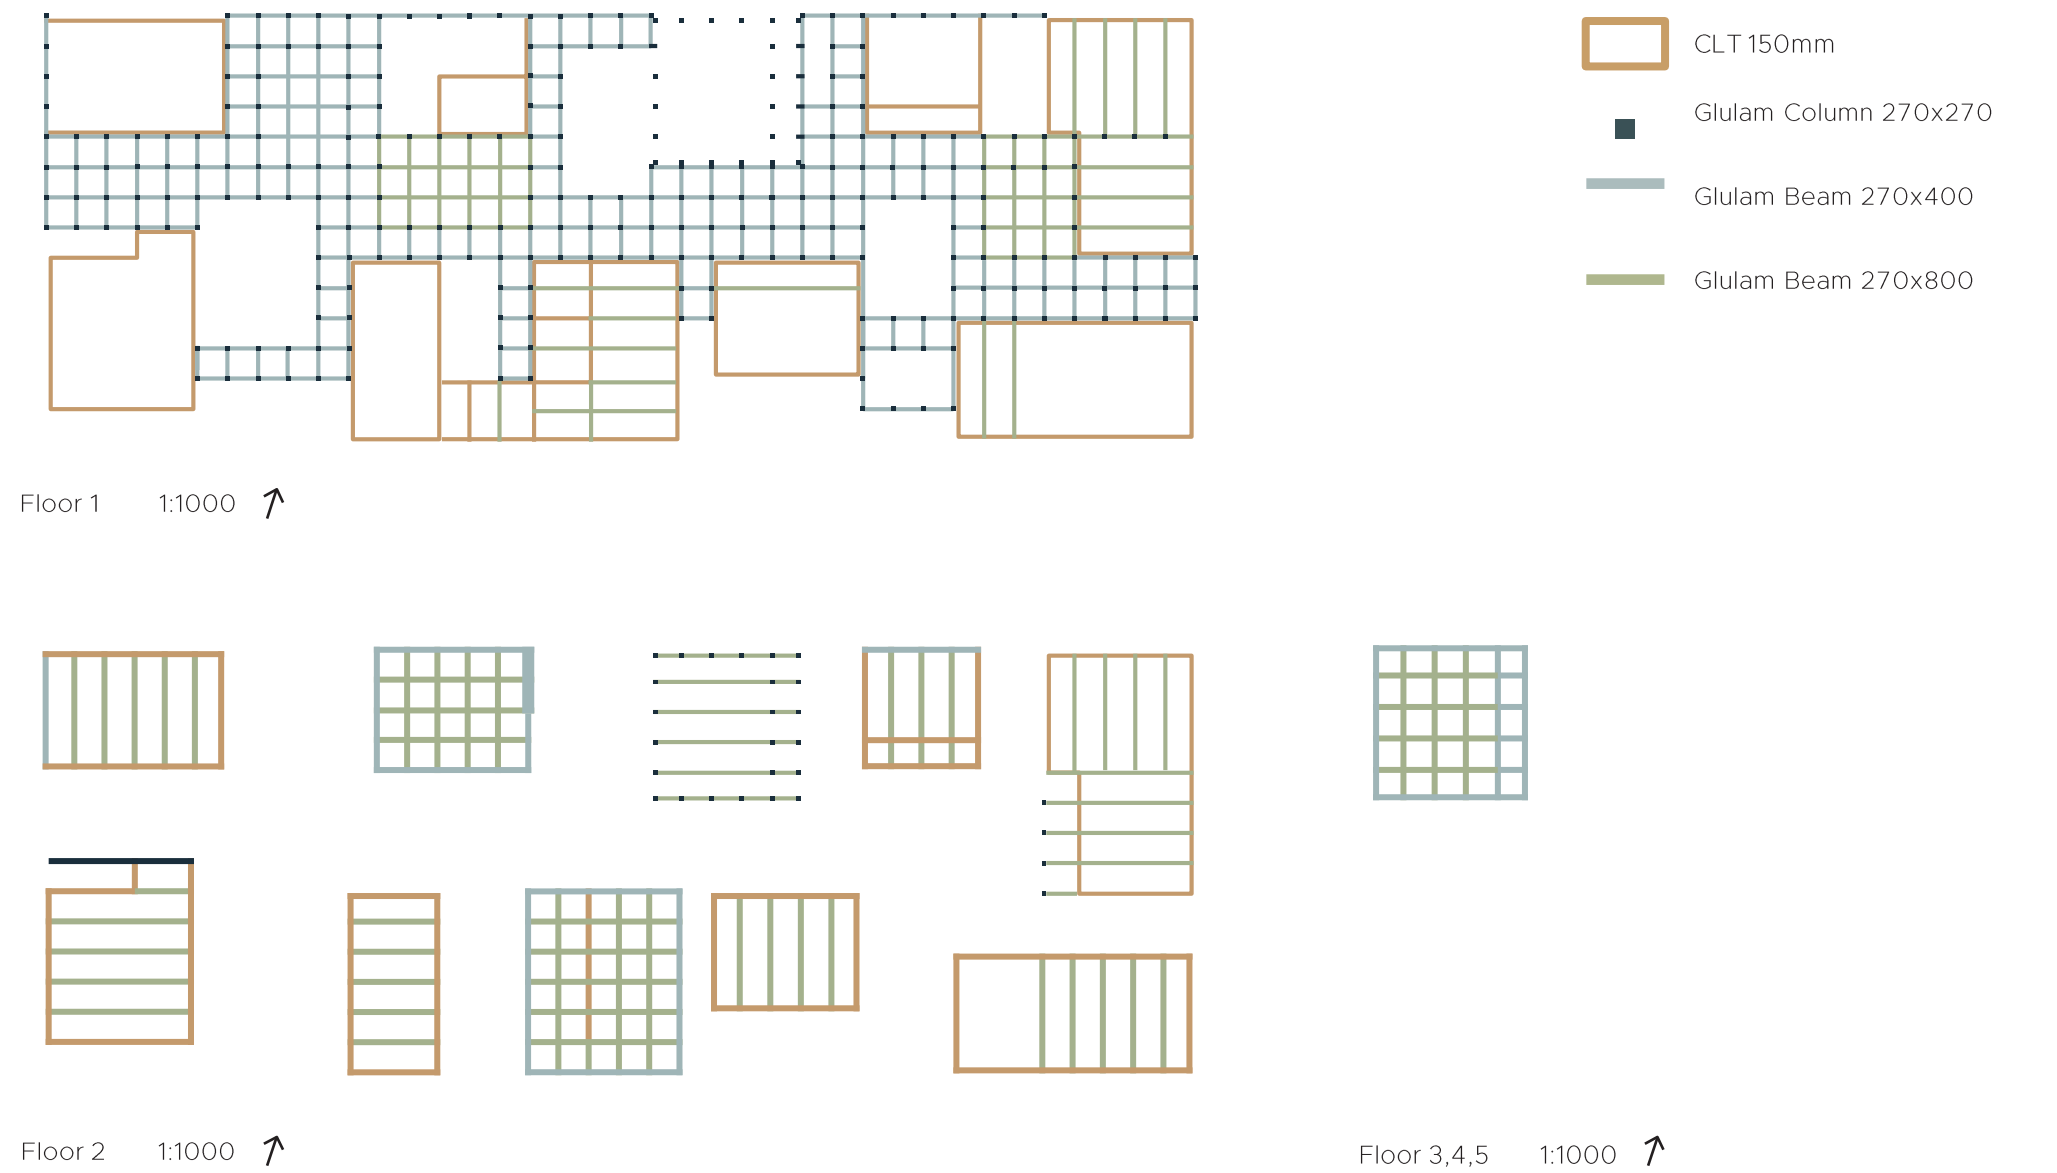 CLT 150mm
Glulam Column 270x270
Glulam Beam 270x400
Glulam Beam 270x800
Floor 1 1:1000
Floor 2 1:1000
Floor 3,4,5 1:1000